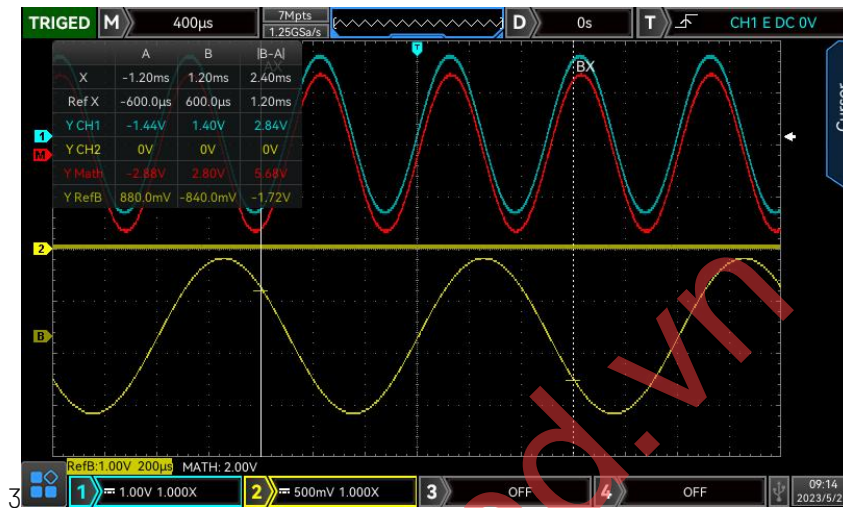 TRIGED M 400µs 7Mpts 1.25GSa/s D 0s T CH1 E DC 0V
A B |B-A|
AX
X -1.20ms 1.20ms 2.40ms
Ref X -600.0µs 600.0µs 1.20ms
Y CH1 -1.44V 1.40V 2.84V
Y CH2 0V 0V 0V
Y Math -2.88V 2.80V 5.68V
Y RefB 880.0mV -840.0mV -1.72V
T
BX
Cursor
1
M
2
B
RefB:1.00V 200µs MATH: 2.00V
3
1 1.00V 1.000X 2 500mV 1.000X 3 OFF 4 OFF 09:14
2023/5/2
d.vn